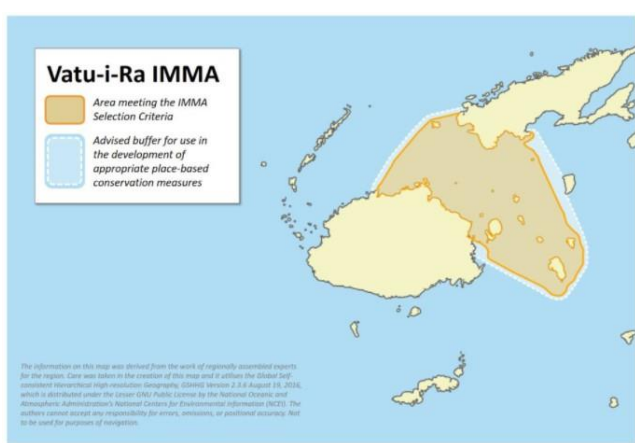 Vatu-i-Ra IMMA
Area meeting the IMMA
Selection Criteria
Advised buffer for use in
the development of
appropriate place-based
conservation measures
The information on this map was derived from the work of regionally assembled experts
for the region. Care was taken in the creation of this map and it utilises the Global Self-
consistent Hierarchical High-resolution Geography, GSHHG Version 2.3.6 August 19, 2016,
which is distributed under the Lesser GNU Public License by the National Oceanic and
Atmospheric Administration's National Centers for Environmental Information (NCEI). The
authors cannot accept any responsibility for errors, omissions, or positional accuracy. Not
to be used for purposes of navigation.